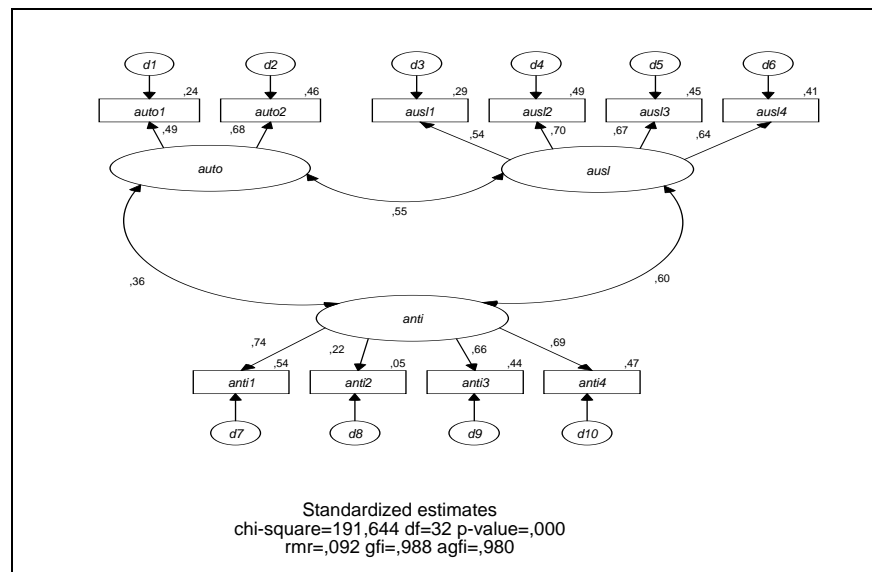 d1 d2 d3 d4 d5 d6
,24 ,46 ,29 ,49 ,45 ,41
auto1 auto2 ausl1 ausl2 ausl3 ausl4
,49 ,68 ,54 ,70 ,67 ,64
auto ausl
,55
,36 ,60
anti
,74 ,22 ,66 ,69
,54 ,05 ,44 ,47
anti1 anti2 anti3 anti4
d7 d8 d9 d10
Standardized estimates
chi-square=191,644 df=32 p-value=,000
rmr=,092 gfi=,988 agfi=,980